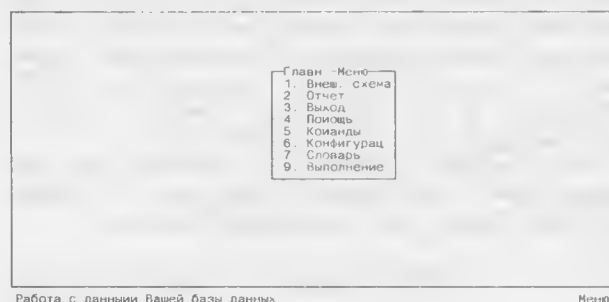 Главн -Меню
1. Внеш. схема
2 Отчет
3. Выход
4 Помощь
5 Команды
6. Конфигурац
7 Словарь
9. Выполнение
Работа с данными Вашей базы данных Меню